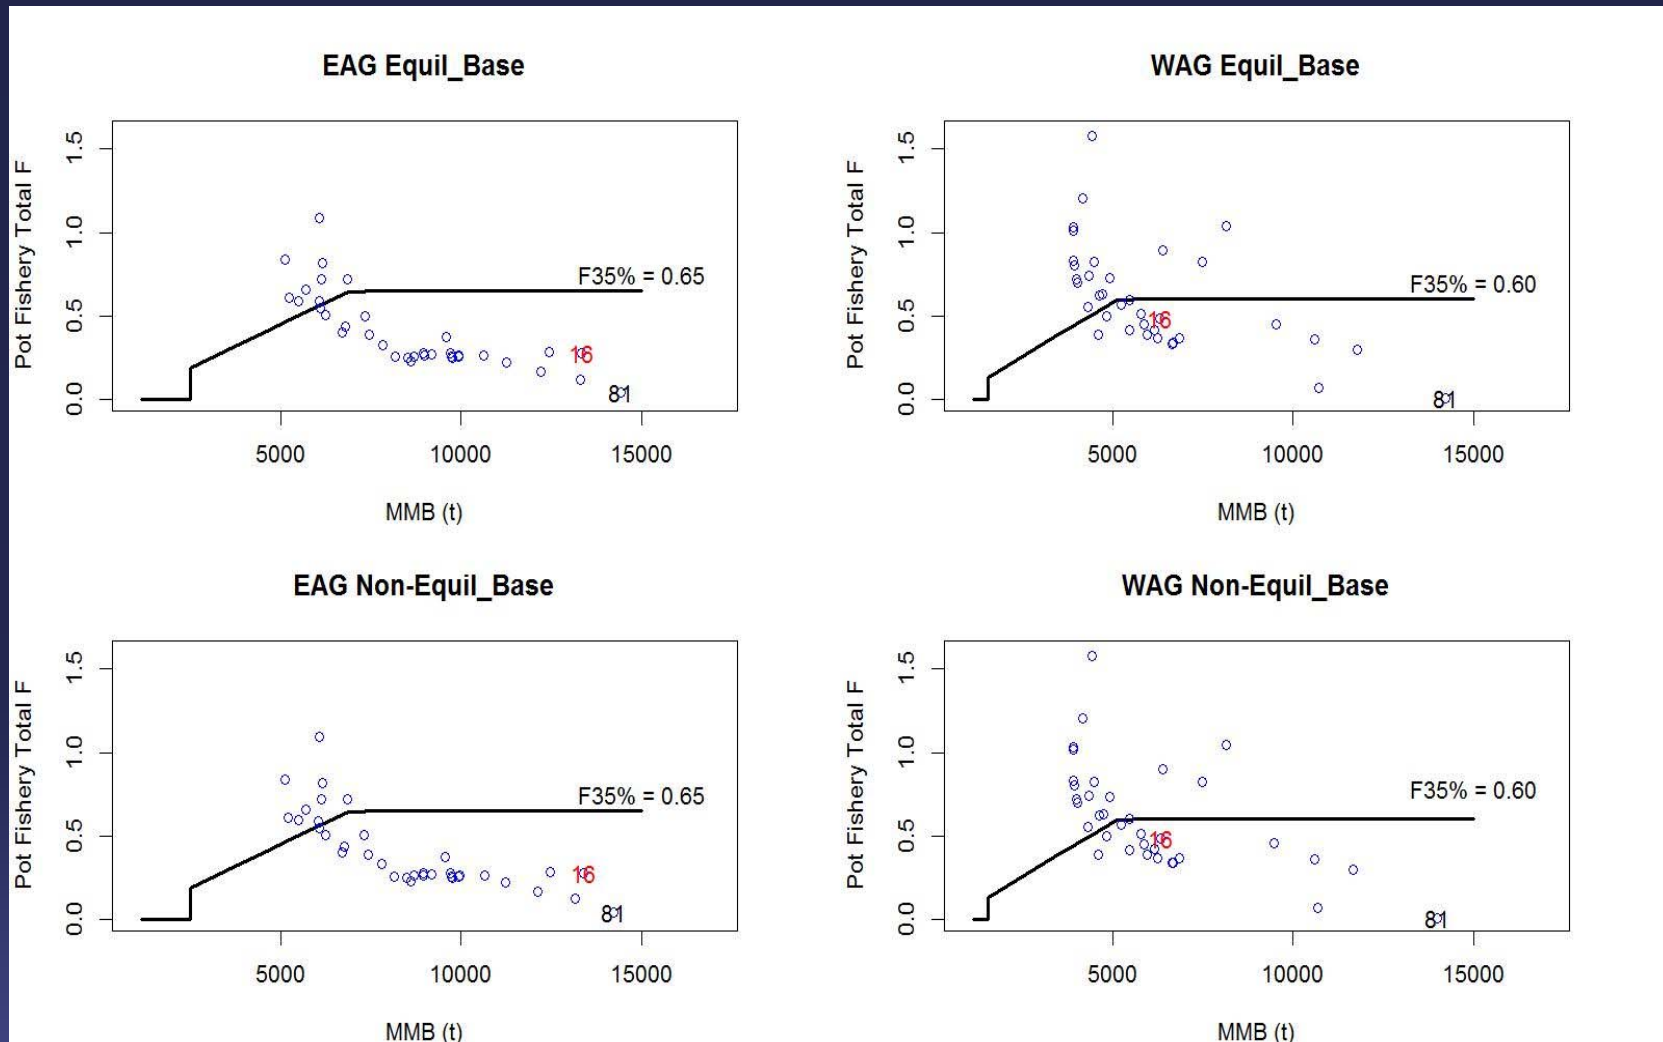 EAG Equil_Base
Pot Fishery Total F
1.5
1.0
0.5
0.0
F35% = 0.65
16
81
5000 10000 15000
MMB (t)
WAG Equil_Base
Pot Fishery Total F
1.5
1.0
0.5
0.0
F35% = 0.60
16
81
5000 10000 15000
MMB (t)
EAG Non-Equil_Base
Pot Fishery Total F
1.5
1.0
0.5
0.0
F35% = 0.65
16
81
5000 10000 15000
MMB (t)
WAG Non-Equil_Base
Pot Fishery Total F
1.5
1.0
0.5
0.0
F35% = 0.60
16
81
5000 10000 15000
MMB (t)